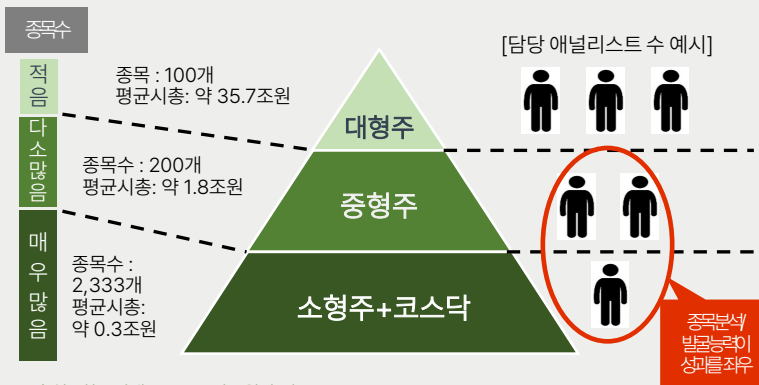 종목수
[담당 애널리스트 수 예시]
적음
종목 : 100개
평균시총: 약 35.7조원
대형주
다소많음
종목수 : 200개
평균시총: 약 1.8조원
중형주
매우많음
종목수 :
2,333개
평균시총:
약 0.3조원
소형주+코스닥
종목분석/
발굴능력이
성과를 좌우